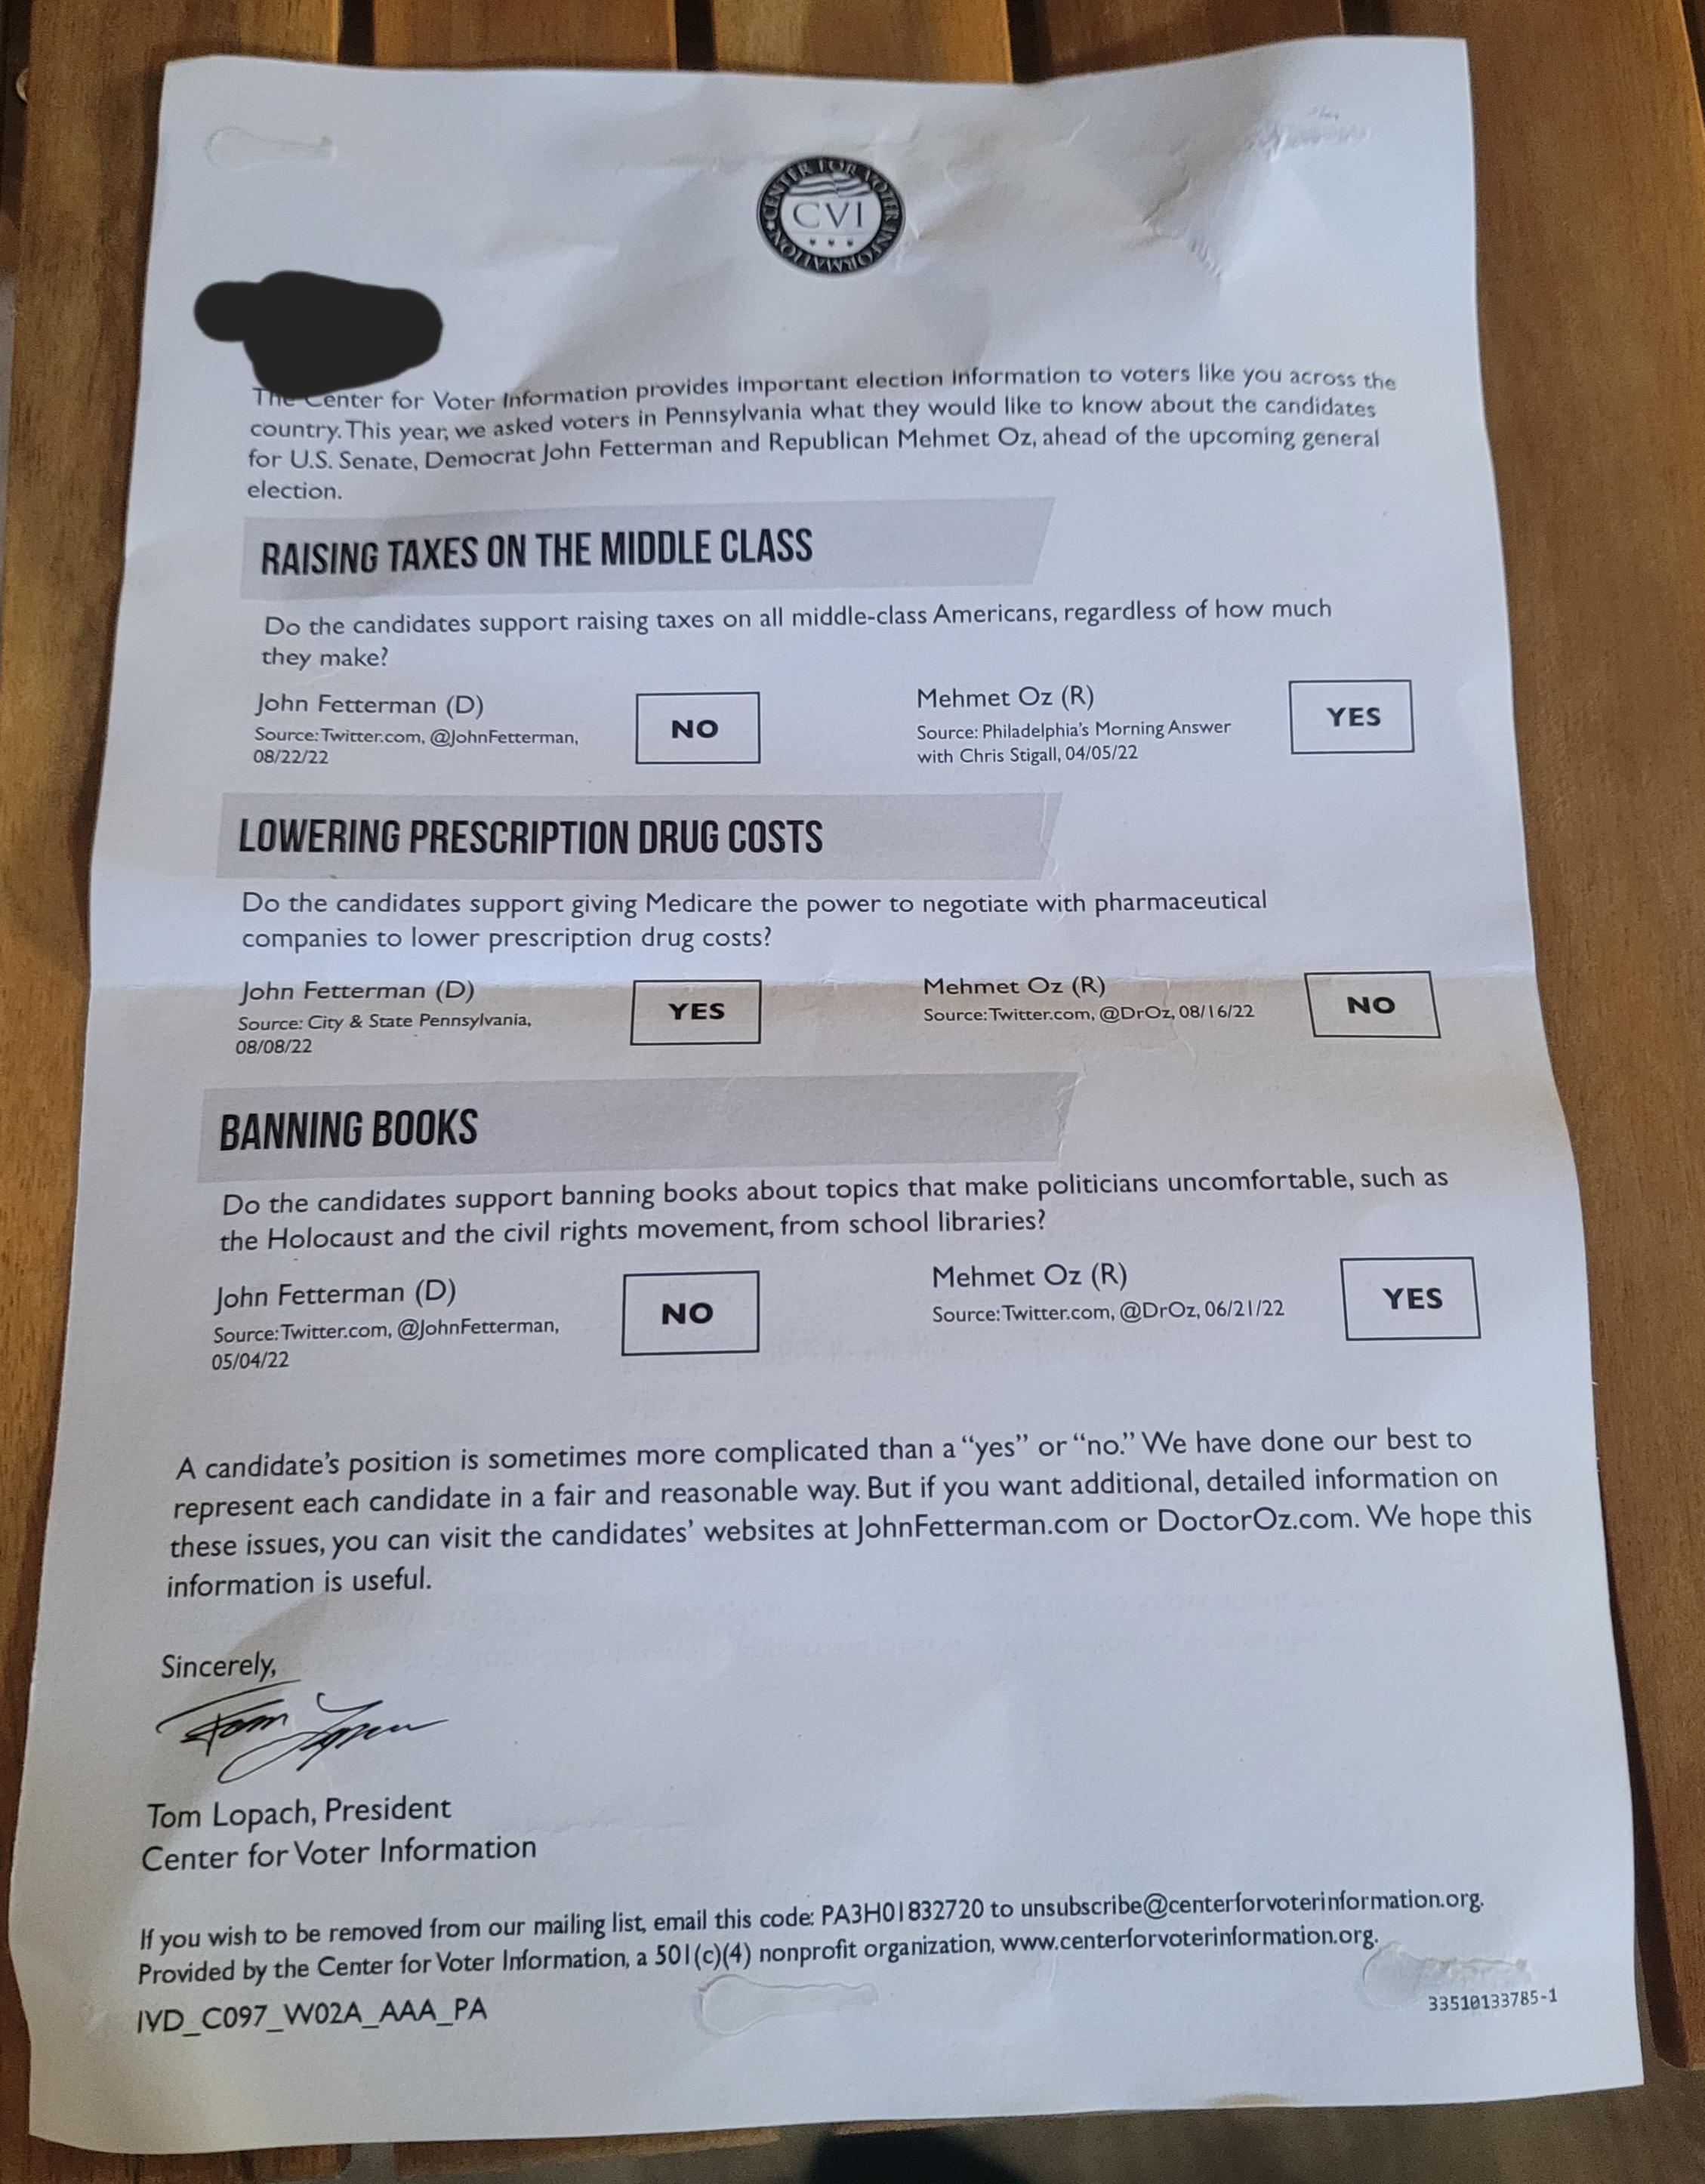 CENTER FOR VOTER INFORMATION
CVI
The Center for Voter Information provides important election information to voters like you across the
country. This year, we asked voters in Pennsylvania what they would like to know about the candidates
for U.S. Senate, Democrat John Fetterman and Republican Mehmet Oz, ahead of the upcoming general
election.
RAISING TAXES ON THE MIDDLE CLASS
Do the candidates support raising taxes on all middle-class Americans, regardless of how much
they make?
John Fetterman (D)
Source: Twitter.com, @JohnFetterman,
08/22/22
NO
Mehmet Oz (R)
Source: Philadelphia's Morning Answer
with Chris Stigall, 04/05/22
YES
LOWERING PRESCRIPTION DRUG COSTS
Do the candidates support giving Medicare the power to negotiate with pharmaceutical
companies to lower prescription drug costs?
John Fetterman (D)
Source: City & State Pennsylvania,
08/08/22
YES
Mehmet Oz (R)
Source: Twitter.com, @DrOz, 08/16/22
NO
BANNING BOOKS
Do the candidates support banning books about topics that make politicians uncomfortable, such as
the Holocaust and the civil rights movement, from school libraries?
John Fetterman (D)
Source: Twitter.com, @JohnFetterman,
05/04/22
NO
Mehmet Oz (R)
Source: Twitter.com, @DrOz, 06/21/22
YES
A candidate's position is sometimes more complicated than a "yes" or "no." We have done our best to
represent each candidate in a fair and reasonable way. But if you want additional, detailed information on
these issues, you can visit the candidates' websites at JohnFetterman.com or DoctorOz.com. We hope this
information is useful.
Sincerely,
Tom Lopach
Tom Lopach, President
Center for Voter Information
If you wish to be removed from our mailing list, email this code: PA3H01832720 to unsubscribe@centerforvoterinformation.org.
Provided by the Center for Voter Information, a 501(c)(4) nonprofit organization, www.centerforvoterinformation.org.
IVD_C097_W02A_AAA_PA
33510133785-1